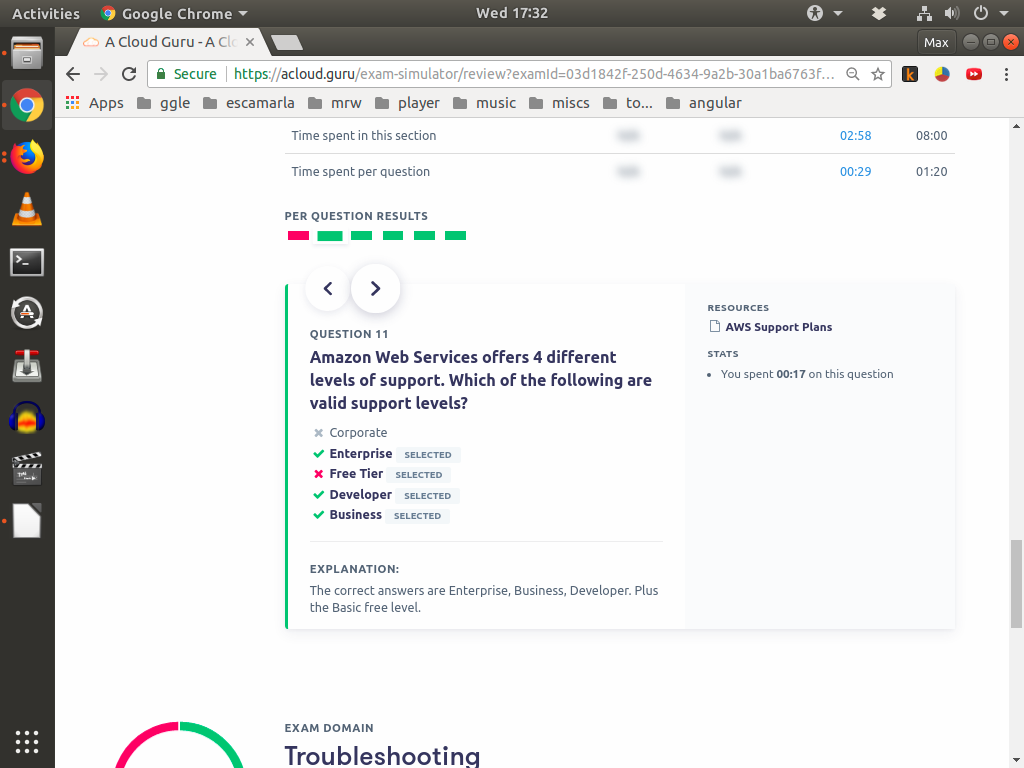 Activities Google Chrome Wed 17:32
A Cloud Guru - A Clo Max
Secure https://acloud.guru/exam-simulator/review?examId=03d1842f-250d-4634-9a2b-30a1ba6763f…
Apps ggle escamarla mrw player music miscs to... angular
Time spent in this section 02:58 08:00
Time spent per question 00:29 01:20
PER QUESTION RESULTS
QUESTION 11
Amazon Web Services offers 4 different
levels of support. Which of the following are
valid support levels?
Corporate
Enterprise SELECTED
Free Tier SELECTED
Developer SELECTED
Business SELECTED
EXPLANATION:
The correct answers are Enterprise, Business, Developer. Plus
the Basic free level.
RESOURCES
AWS Support Plans
STATS
You spent 00:17 on this question
EXAM DOMAIN
Troubleshooting